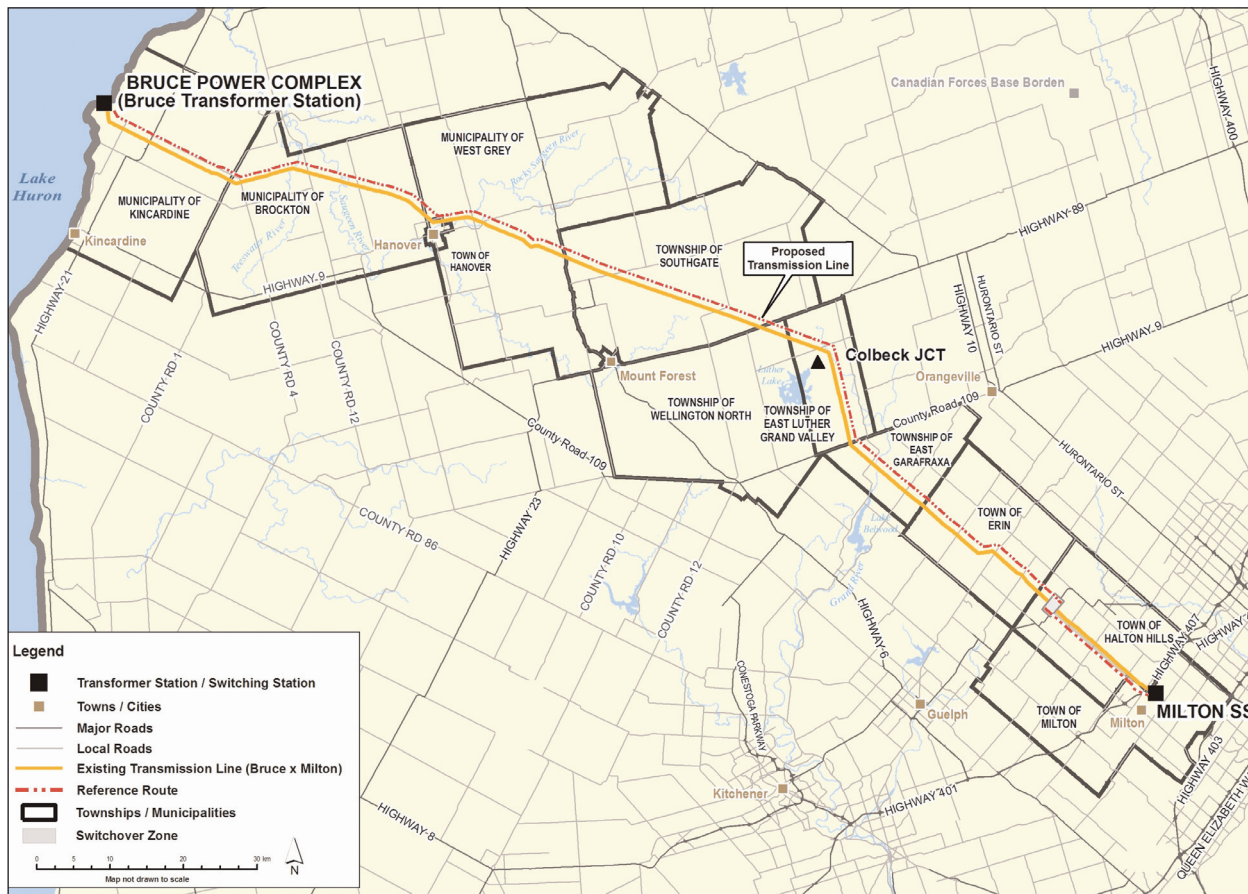 BRUCE POWER COMPLEX
(Bruce Transformer Station)
Canadian Forces Base Borden
HIGHWAY-400
MUNICIPALITY OF
WEST GREY
Rocky Saugeen River
Lake
Huron
MUNICIPALITY OF
KINCARDINE
MUNICIPALITY OF
BROCKTON
Saugeen River
Teeswater River
Kincardine
Hanover
TOWN OF
HANOVER
TOWNSHIP OF
SOUTHGATE
Proposed
Transmission Line
HIGHWAY-89
HIGHWAY-21
HIGHWAY-9
COUNTY RD 1
COUNTY RD 4
COUNTY RD 12
HIGHWAY 10
HURONTARIO ST
HIGHWAY-9
Colbeck JCT
Mount Forest
Luther
Lake
Orangeville
TOWNSHIP OF
WELLINGTON NORTH
TOWNSHIP OF
EAST LUTHER
GRAND VALLEY
County Road-109
TOWNSHIP OF
EAST
GARAFRAXA
County Road-109
HURONTARIO ST
HIGHWAY-23
COUNTY RD 86
COUNTY RD 10
COUNTY RD 12
Lake Belwood
Grand River
TOWN OF
ERIN
HIGHWAY-6
TOWN OF
HALTON HILLS
HIGHWAY 407
CONESTOGA PARKWAY
Guelph
TOWN OF
MILTON
Milton
MILTON SS
HIGHWAY 403
Kitchener
HIGHWAY-401
HIGHWAY-8
QUEEN ELIZABETH W
Legend
Transformer Station / Switching Station
Towns / Cities
Major Roads
Local Roads
Existing Transmission Line (Bruce x Milton)
Reference Route
Townships / Municipalities
Switchover Zone
0 5 10 20 30 km
Map not drawn to scale
N